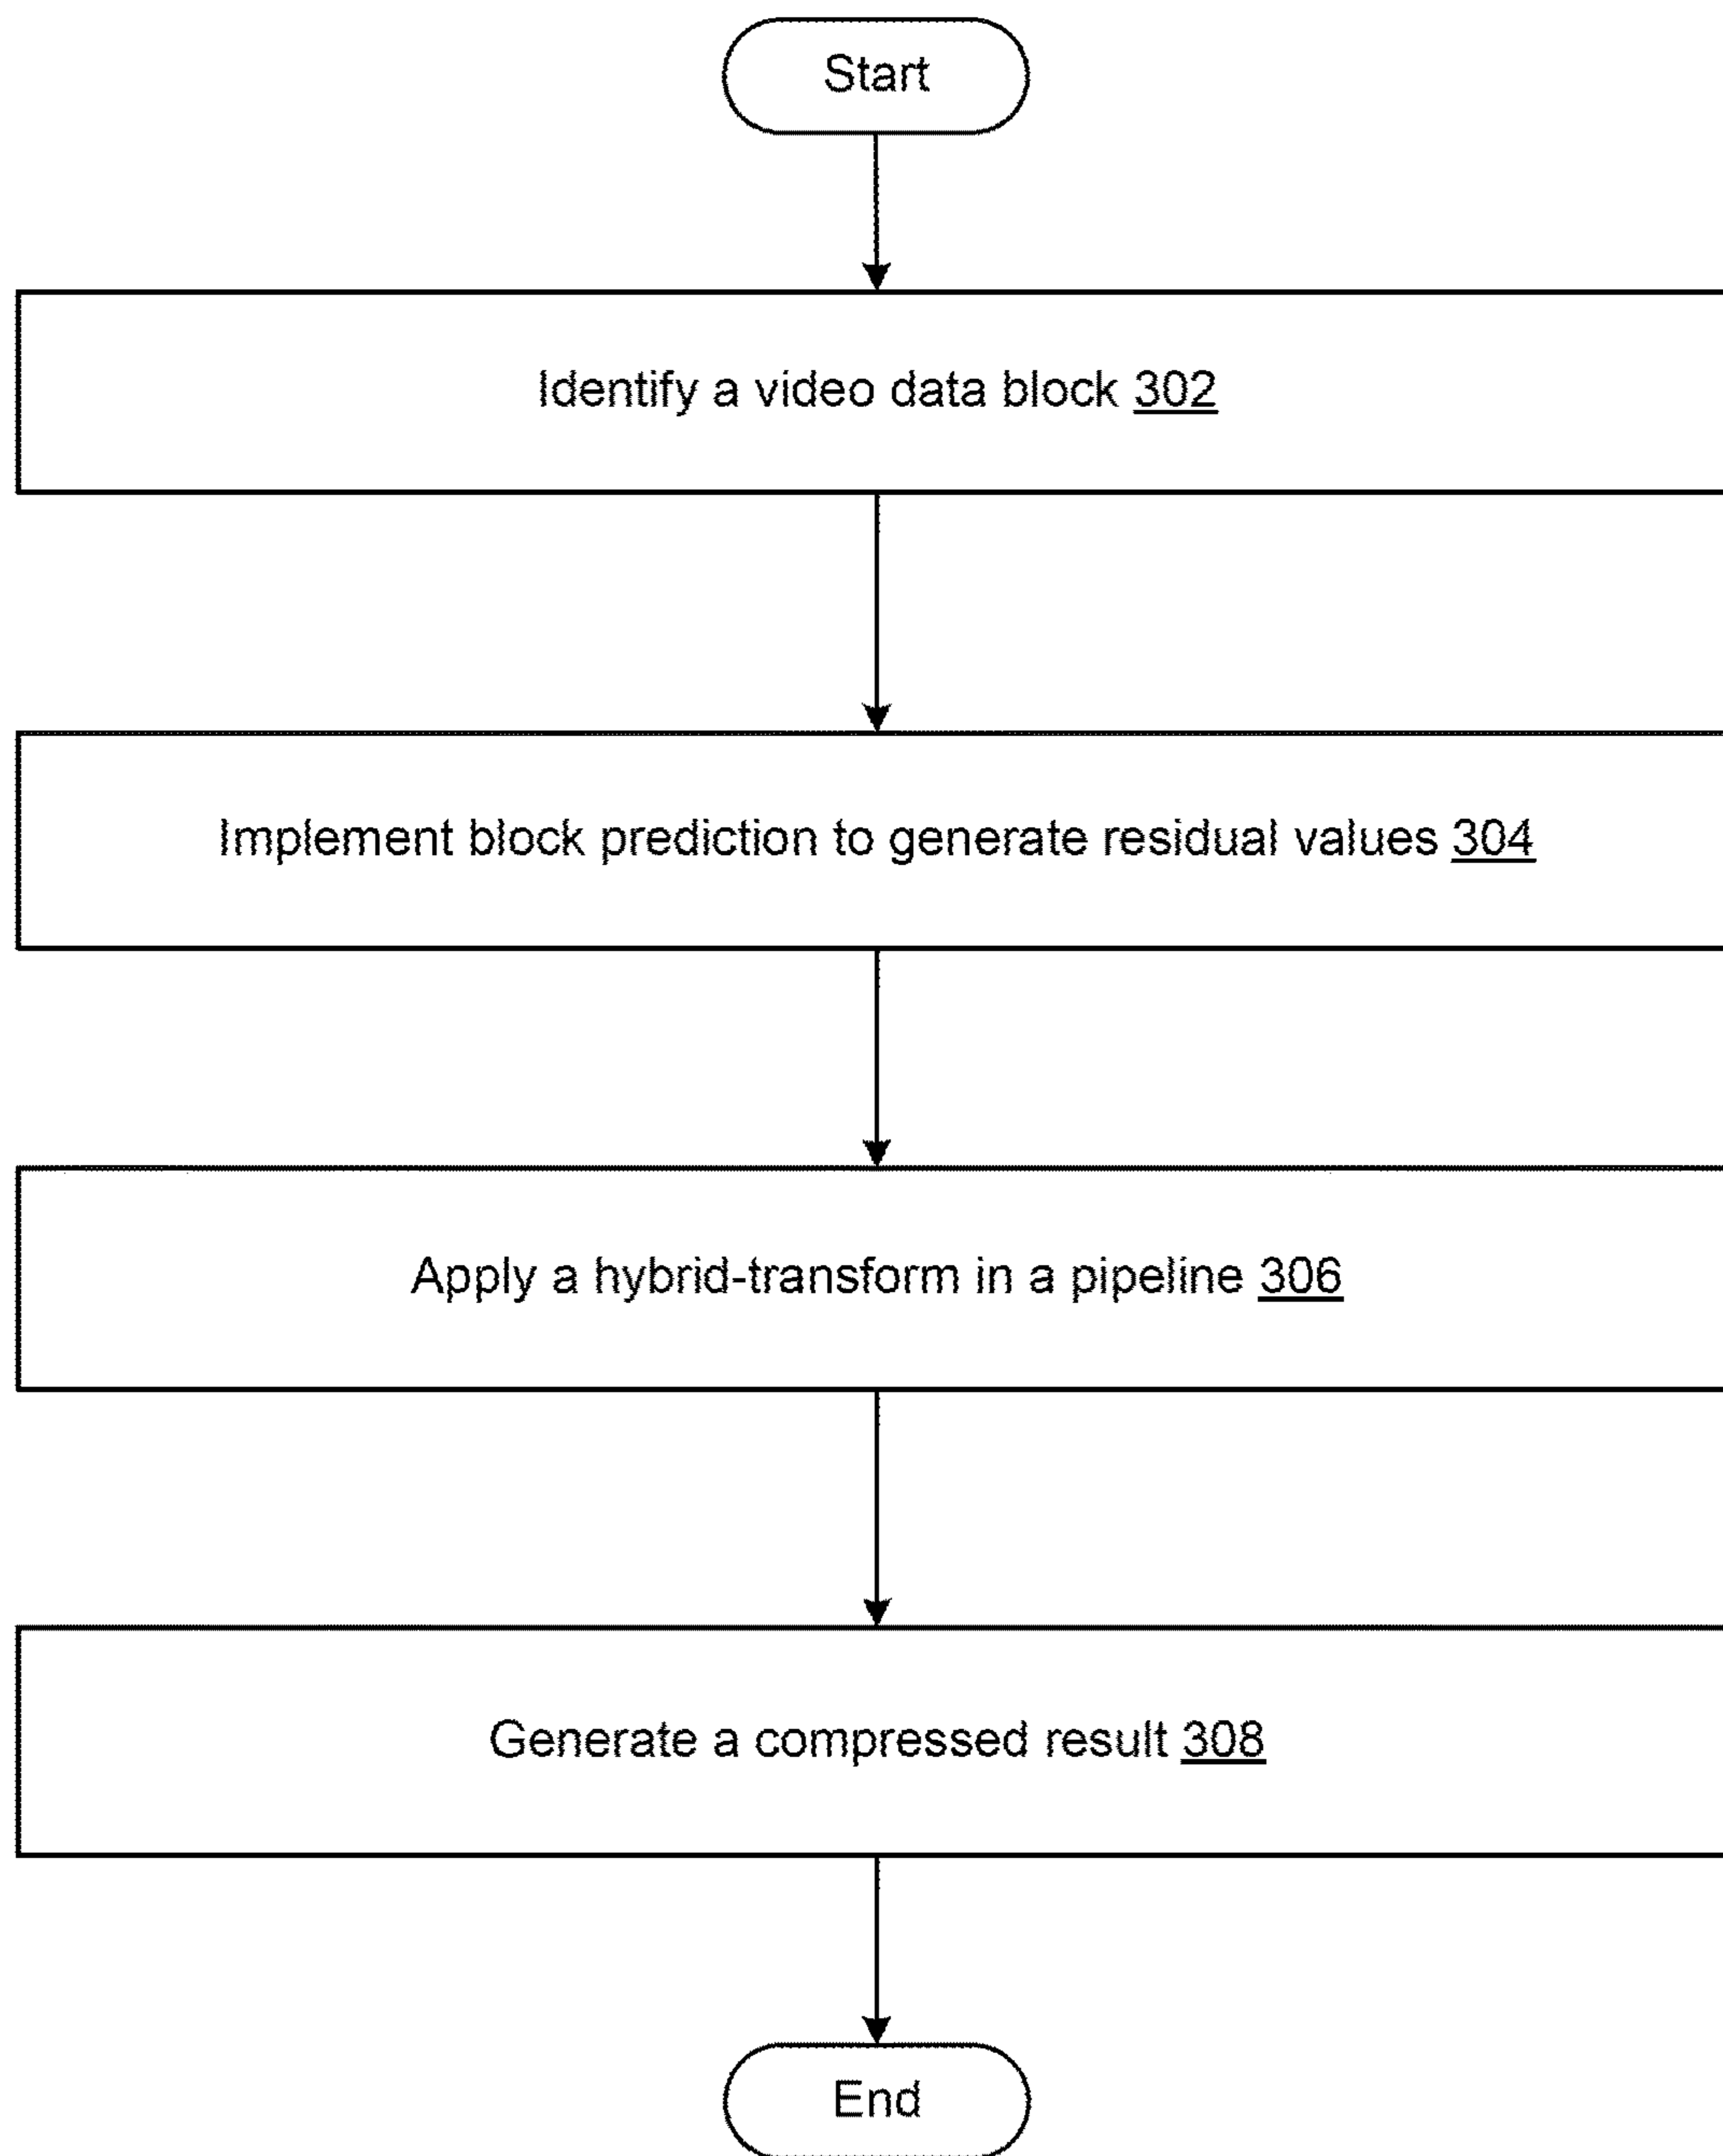 Start
Identify a video data block 302
Implement block prediction to generate residual values 304
Apply a hybrid-transform in a pipeline 306
Generate a compressed result 308
End